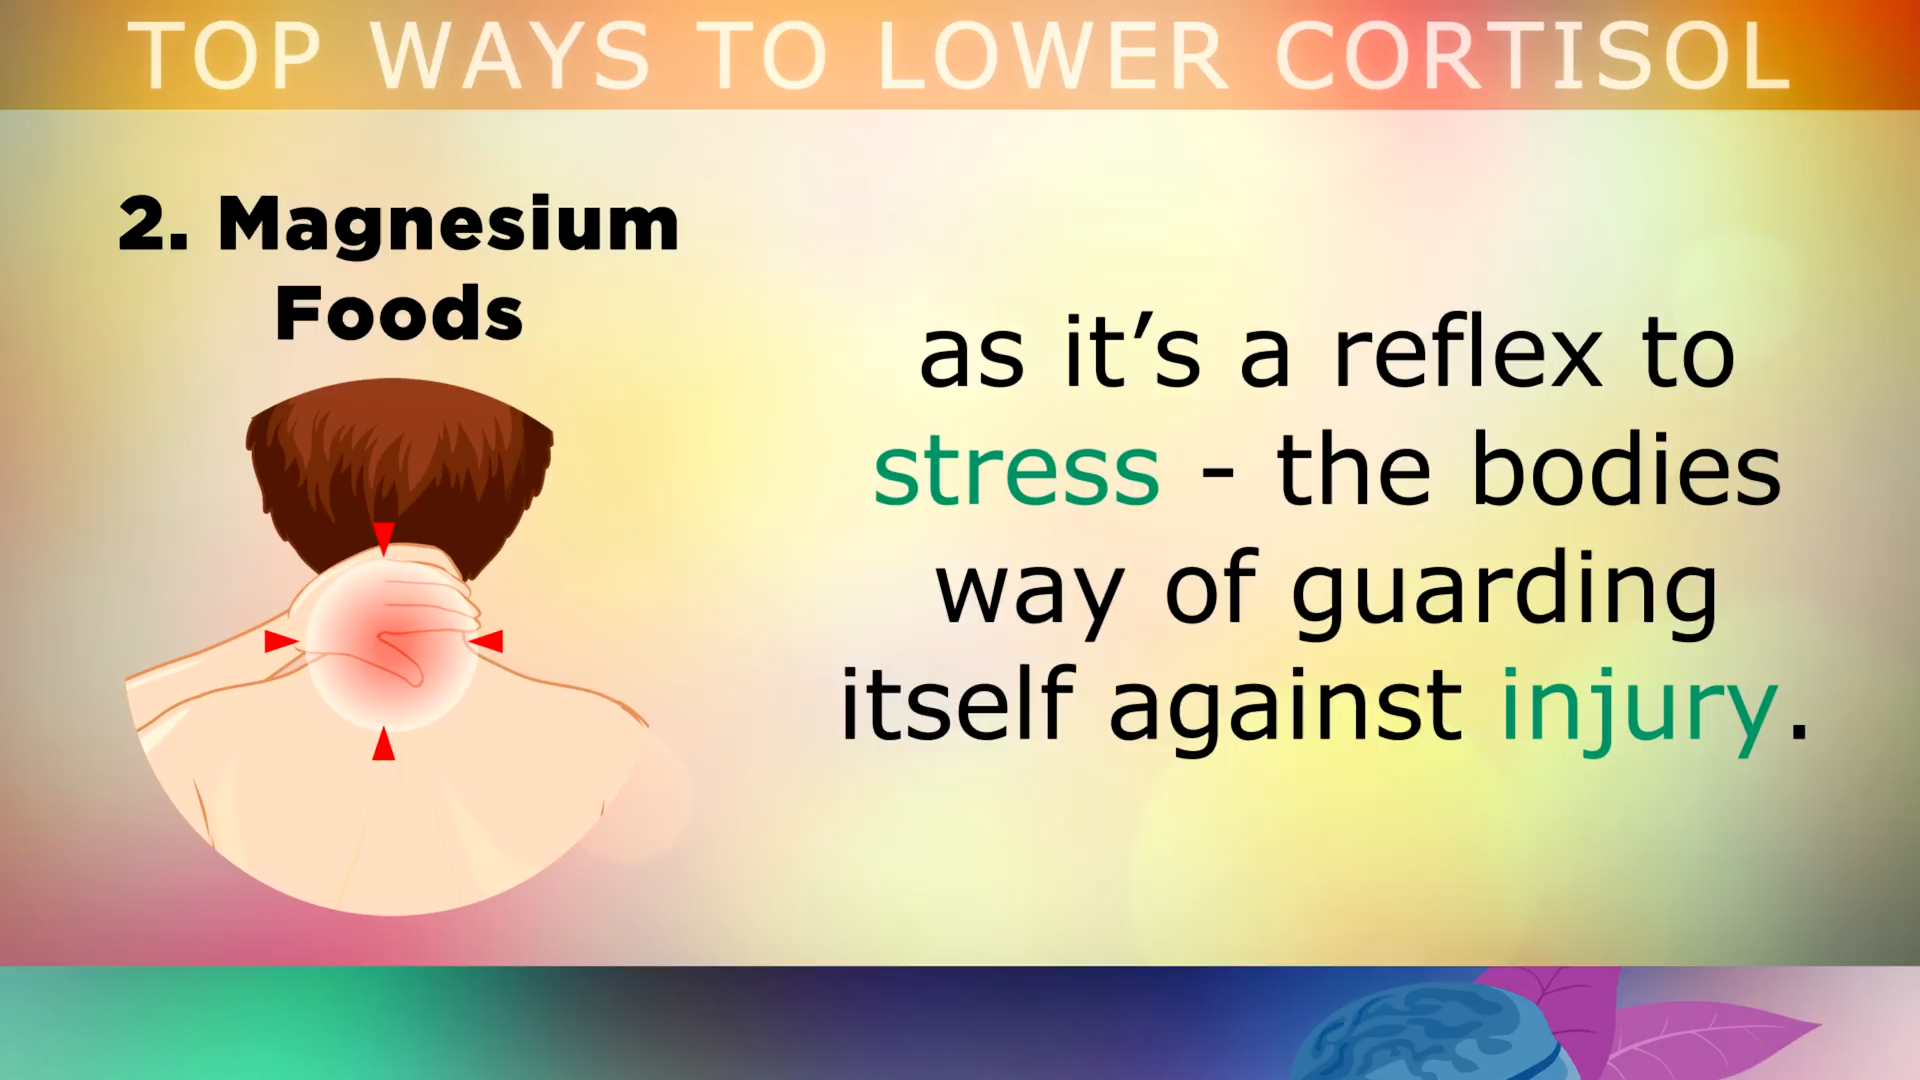 TOP WAYS TO LOWER CORTISOL
2. Magnesium
Foods
as it’s a reflex to
stress - the bodies
way of guarding
itself against injury.